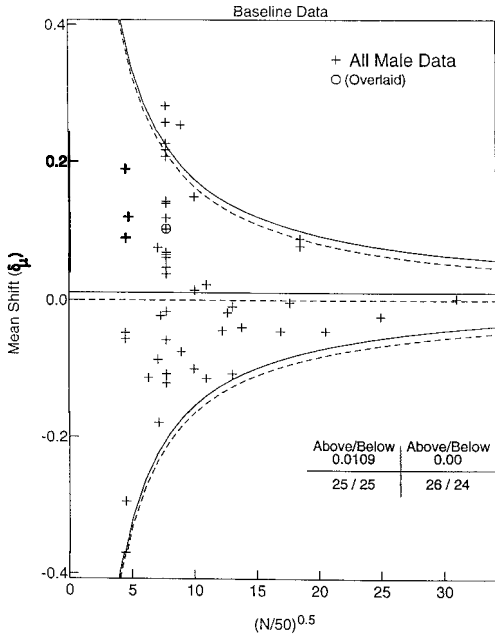 Baseline Data
0.4
+ All Male Data
⊕ (Overlaid)
0.2
Mean Shift (δμ)
0.0
-0.2
Above/Below Above/Below
0.0109 0.00
25 / 25 26 / 24
-0.4
0 5 10 15 20 25 30
(N/50)^0.5